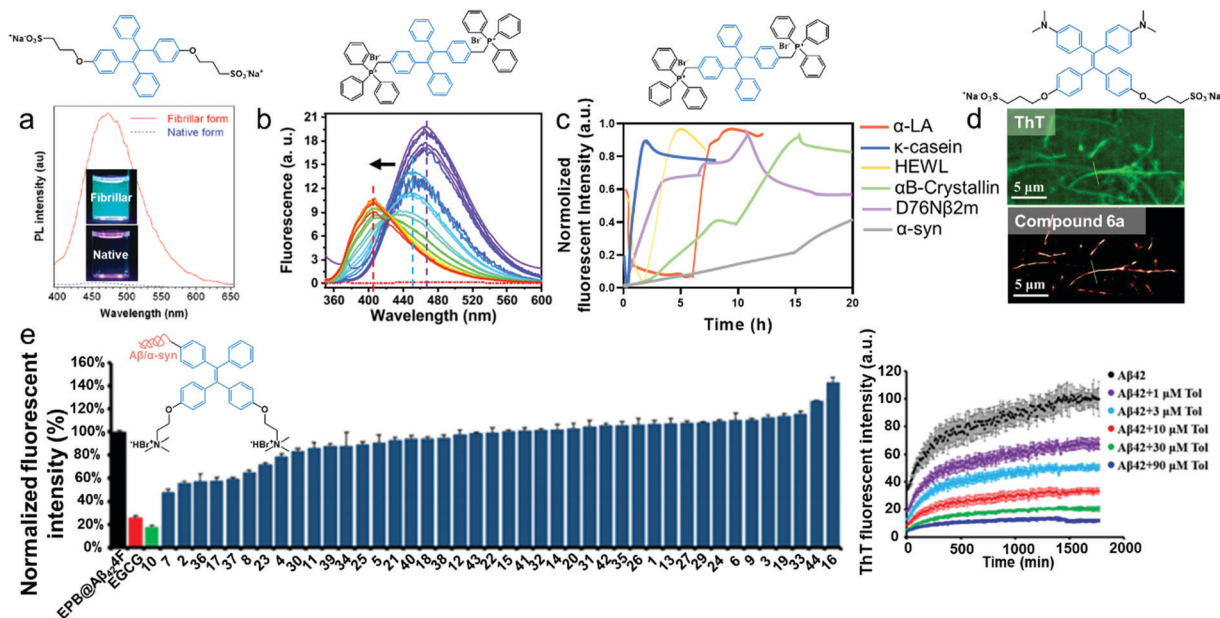 ⁺Na⁻O₃S
O
O
SO₃⁻Na⁺
Br⁻
P⁺
P⁺
Br⁻
Br⁻
P⁺
P⁺
Br⁻
N
N
Na⁺⁻O₃S
O
O
SO₃⁻Na⁺
a
Fibrillar form
Native form
Fibrillar
Native
PL intensity (au)
400 450 500 550 600 650
Wavelength (nm)
b
Fluorescence (a. u.)
21
18
15
12
9
6
3
0
360 400 440 480 520 560 600
Wavelength (nm)
c
Normolized
fluorescent Intensity (a.u.)
1.0
0.8
0.6
0.4
0.2
0.0
0 5 10 15 20
Time (h)
α-LA
κ-casein
HEWL
αB-Crystallin
D76Nβ2m
α-syn
d
ThT
5 μm
Compound 6a
5 μm
e
Normalized fluorescent
intensity (%)
160%
140%
120%
100%
80%
60%
40%
20%
0%
Aβ/α-syn
O
O
⁻HBr⁺N
⁻HBr⁺N
EPB@Aβ₄₂4F
EGCG
10 7 2 36 17 37 8 23 4 30 11 39 34 25 5 21 40 18 38 12 43 22 15 41 32 14 20 31 42 35 26 1 13 27 28 29 24 6 9 3 19 33 44 16
ThT fluorescent intensity (a.u.)
120
100
80
60
40
20
0
0 500 1000 1500 2000
Time (min)
Aβ42
Aβ42+1 μM Tol
Aβ42+3 μM Tol
Aβ42+10 μM Tol
Aβ42+30 μM Tol
Aβ42+90 μM Tol